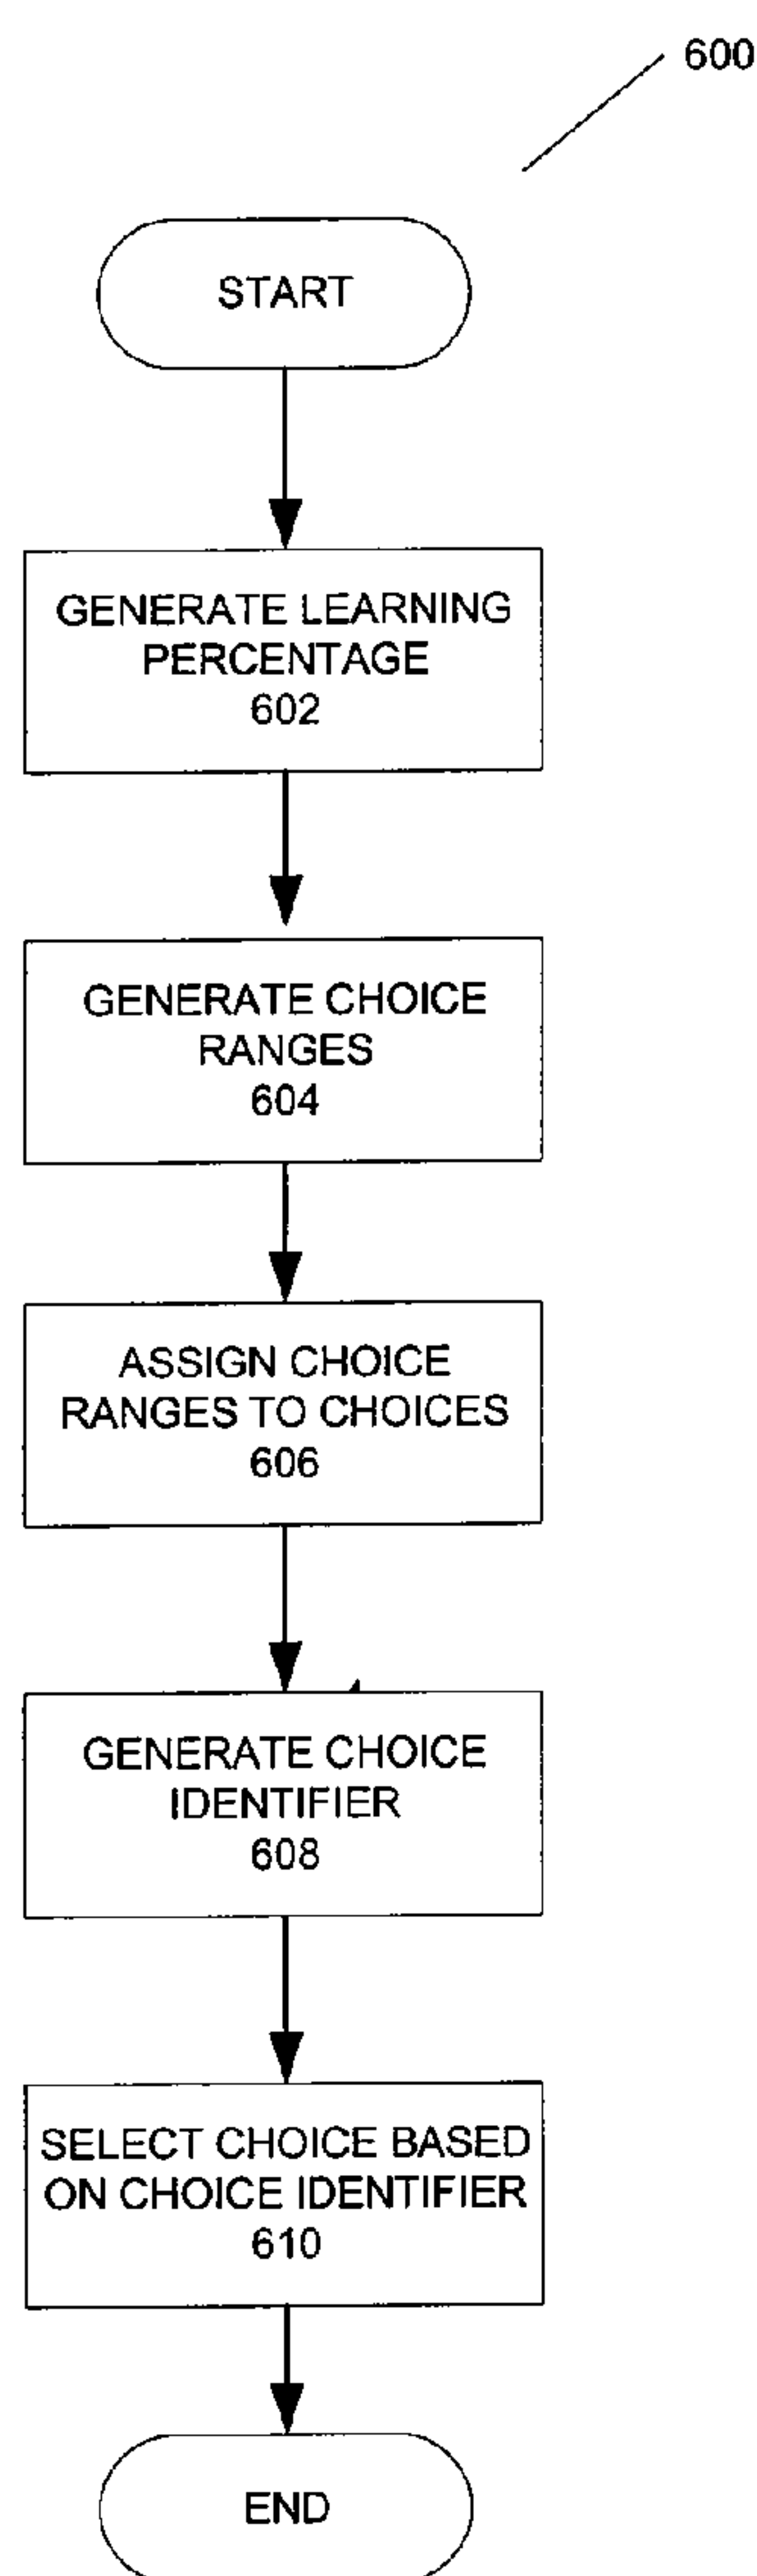 600
START
GENERATE LEARNING
PERCENTAGE
602
GENERATE CHOICE
RANGES
604
ASSIGN CHOICE
RANGES TO CHOICES
606
GENERATE CHOICE
IDENTIFIER
608
SELECT CHOICE BASED
ON CHOICE IDENTIFIER
610
END